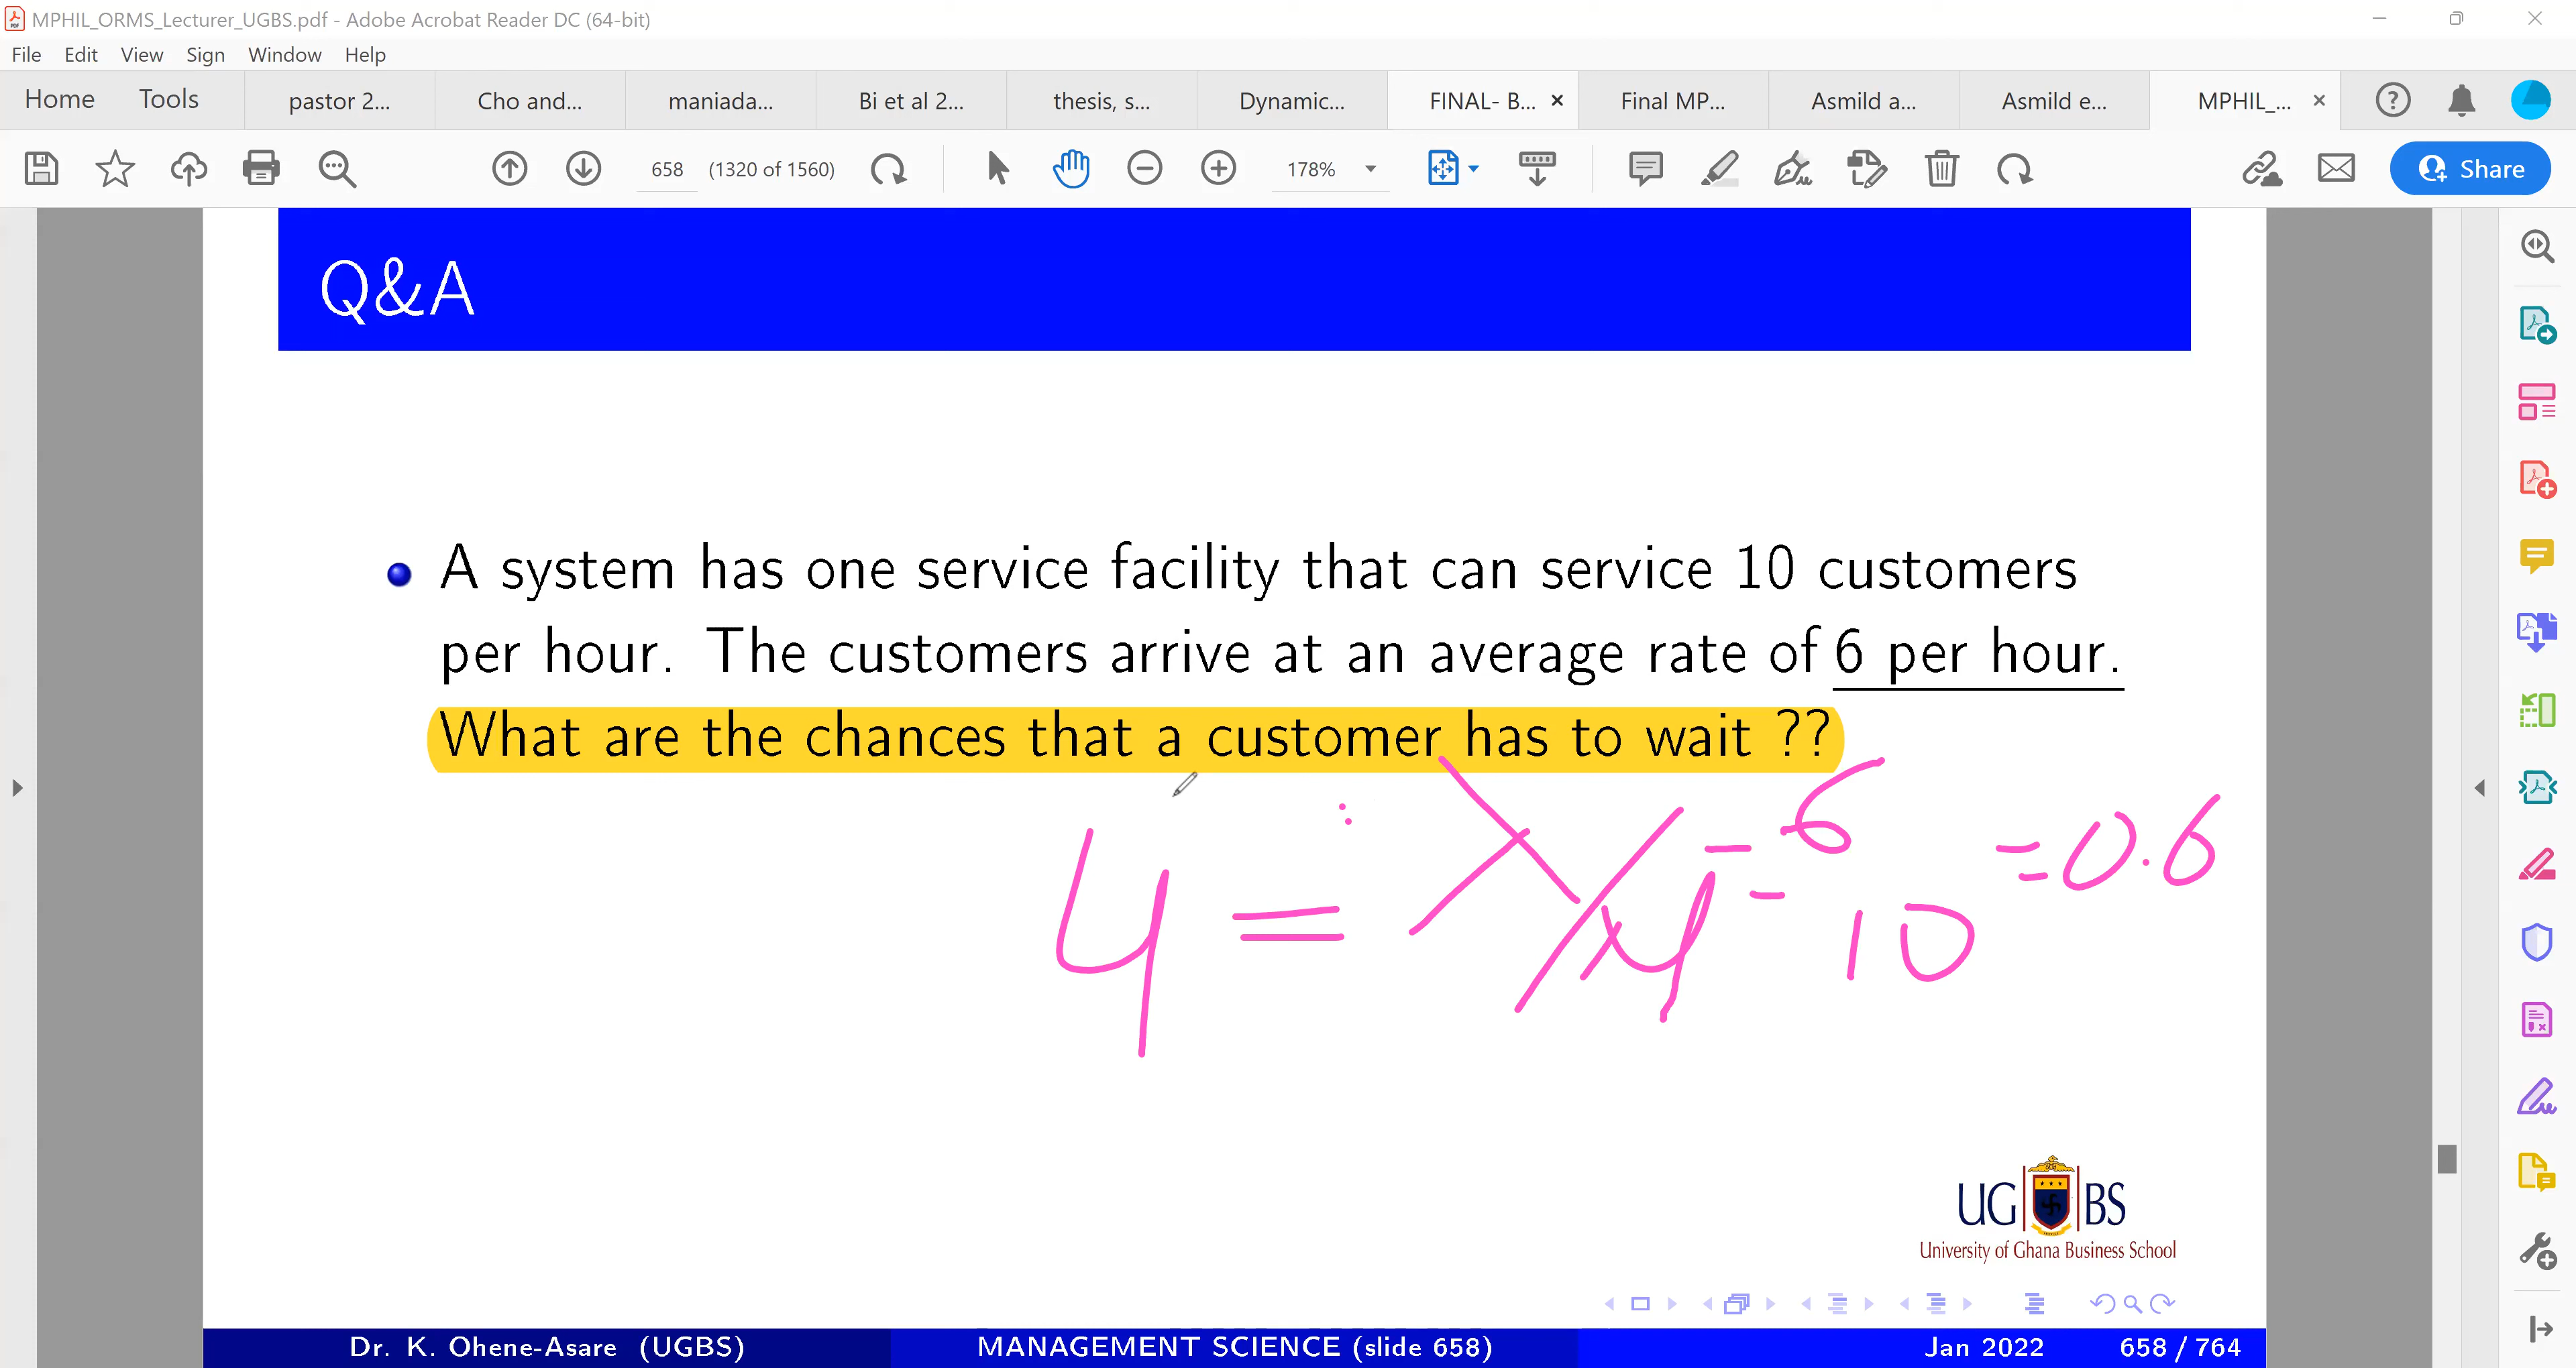 MPHIL_ORMS_Lecturer_UGBS.pdf - Adobe Acrobat Reader DC (64-bit)
File Edit View Sign Window Help
Home Tools pastor 2... Cho and... maniada... Bi et al 2... thesis, s... Dynamic... FINAL- B... Final MP... Asmild a... Asmild e... MPHIL_...
658 (1320 of 1560) 178% Share
Q&A
A system has one service facility that can service 10 customers
per hour. The customers arrive at an average rate of 6 per hour.
What are the chances that a customer has to wait ??
4 = λ/μ = 6/10 = 0.6
UG BS
University of Ghana Business School
Dr. K. Ohene-Asare (UGBS) MANAGEMENT SCIENCE (slide 658) Jan 2022 658 / 764